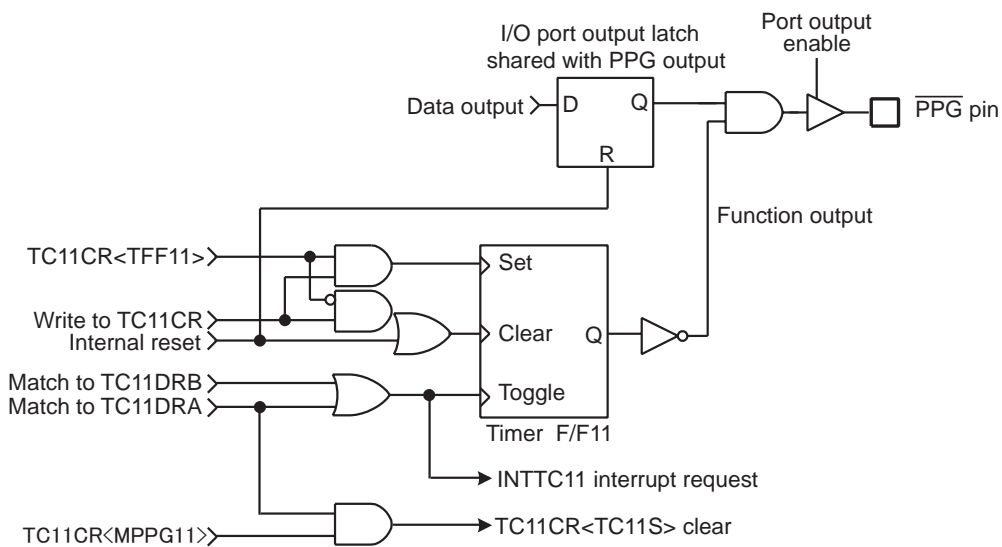 Port output
enable
I/O port output latch
shared with PPG output
Data output
D
Q
R
PPG pin
Function output
TC11CR<TFF11>
Set
Write to TC11CR
Internal reset
Clear
Q
Match to TC11DRB
Match to TC11DRA
Toggle
Timer F/F11
INTTC11 interrupt request
TC11CR<TC11S> clear
TC11CR<MPPG11>